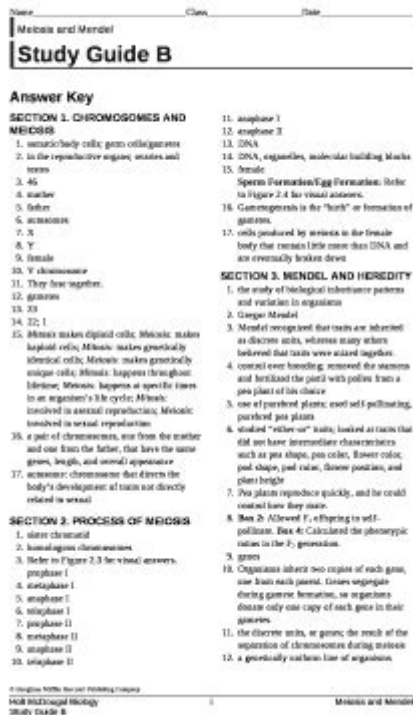 Name Class Date
Meiosis and Mendel
Study Guide B
Answer Key
SECTION 1. CHROMOSOMES AND
MEIOSIS
1. somatic/body cells; germ cells/gametes
2. in the reproductive organs; ovaries and
testes
3. 46
4. mother
5. father
6. autosomes
7. X
8. Y
9. female
10. Y chromosome
11. They fuse together.
12. gametes
13. 23
14. 22; 1
15. Mitosis makes diploid cells; Meiosis: makes
haploid cells; Mitosis: makes genetically
identical cells; Meiosis: makes genetically
unique cells; Mitosis: happens throughout
lifetime; Meiosis: happens at specific times
in an organism's life cycle; Mitosis:
involved in asexual reproduction; Meiosis:
involved in sexual reproduction
16. a pair of chromosomes, one from the mother
and one from the father, that have the same
genes, length, and overall appearance
17. autosome: chromosome that directs the
body's development of traits not directly
related to sexual
SECTION 2. PROCESS OF MEIOSIS
1. sister chromatid
2. homologous chromosomes
3. Refer to Figure 2.3 for visual answers.
prophase I
4. metaphase I
5. anaphase I
6. telophase I
7. prophase II
8. metaphase II
9. anaphase II
10. telophase II
11. anaphase I
12. anaphase II
13. DNA
14. DNA, organelles, molecular building blocks
15. female
Sperm Formation/Egg Formation: Refer
to Figure 2.4 for visual answers.
16. Gametogenesis is the "birth" or formation of
gametes.
17. cells produced by meiosis in the female
body that contain little more than DNA and
are eventually broken down
SECTION 3. MENDEL AND HEREDITY
1. the study of biological inheritance patterns
and variation in organisms
2. Gregor Mendel
3. Mendel recognized that traits are inherited
as discrete units, whereas many others
believed that traits were mixed together.
4. control over breeding; removed the stamens
and fertilized the pistil with pollen from a
pea plant of his choice
5. use of purebred plants; used self-pollinating,
purebred pea plants
6. studied "either-or" traits; looked at traits that
did not have intermediate characteristics
such as pea shape, pea color, flower color,
pod shape, pod color, flower position, and
plant height
7. Pea plants reproduce quickly, and he could
control how they mate.
8. Box 2: Allowed F₁ offspring to self-
pollinate. Box 4: Calculated the phenotypic
ratios in the F₂ generation.
9. genes
10. Organisms inherit two copies of each gene,
one from each parent. Genes segregate
during gamete formation, so organisms
donate only one copy of each gene in their
gametes.
11. the discrete units, or genes; the result of the
separation of chromosomes during meiosis
12. a genetically uniform line of organisms
© Houghton Mifflin Harcourt Publishing Company
Holt McDougal Biology 1 Meiosis and Mendel
Study Guide B